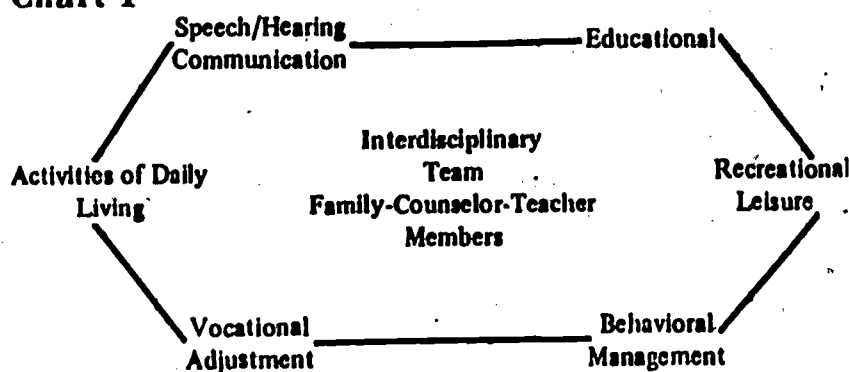 Chart 1
Speech/Hearing
Communication
Educational
Interdisciplinary
Team
Family-Counselor-Teacher
Members
Activities of Daily
Living
Recreational
Leisure
Vocational
Adjustment
Behavioral
Management